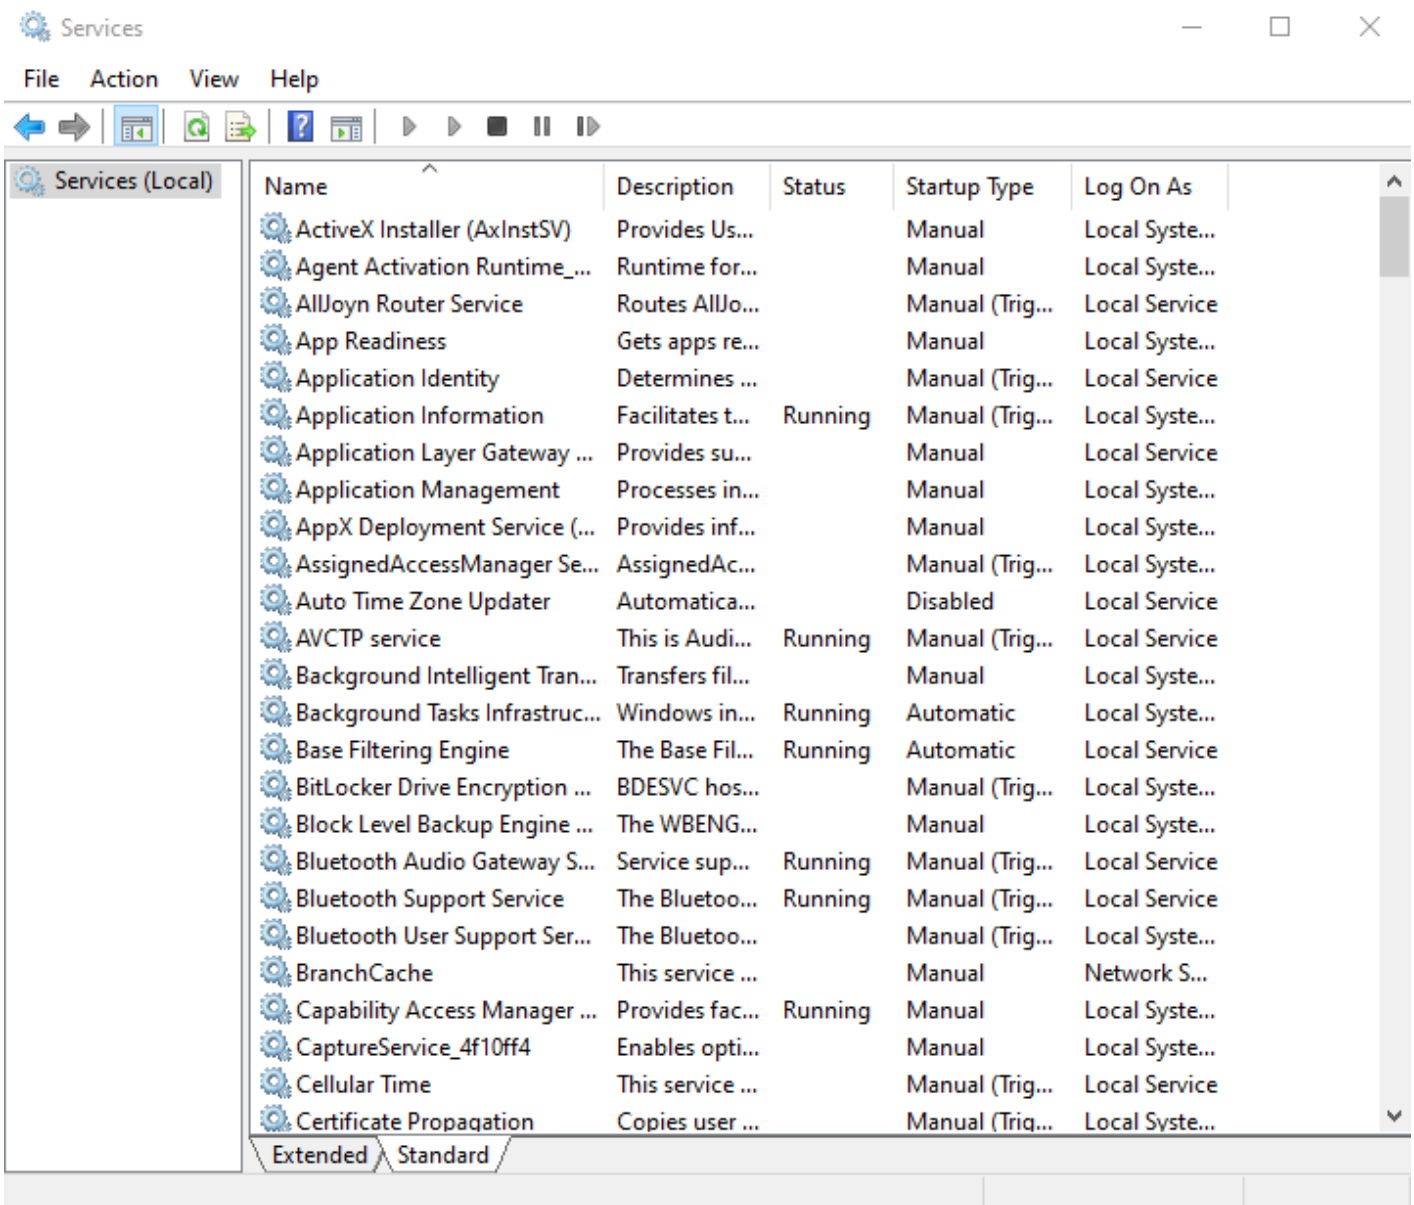 Services
File Action View Help
Services (Local)
Name Description Status Startup Type Log On As
ActiveX Installer (AxInstSV) Provides Us... Manual Local Syste...
Agent Activation Runtime_... Runtime for... Manual Local Syste...
AllJoyn Router Service Routes AllJo... Manual (Trig... Local Service
App Readiness Gets apps re... Manual Local Syste...
Application Identity Determines ... Manual (Trig... Local Service
Application Information Facilitates t... Running Manual (Trig... Local Syste...
Application Layer Gateway ... Provides su... Manual Local Service
Application Management Processes in... Manual Local Syste...
AppX Deployment Service (... Provides inf... Manual Local Syste...
AssignedAccessManager Se... AssignedAc... Manual (Trig... Local Syste...
Auto Time Zone Updater Automatica... Disabled Local Service
AVCTP service This is Audi... Running Manual (Trig... Local Service
Background Intelligent Tran... Transfers fil... Manual Local Syste...
Background Tasks Infrastruc... Windows in... Running Automatic Local Syste...
Base Filtering Engine The Base Fil... Running Automatic Local Service
BitLocker Drive Encryption ... BDESVC hos... Manual (Trig... Local Syste...
Block Level Backup Engine ... The WBENG... Manual Local Syste...
Bluetooth Audio Gateway S... Service sup... Running Manual (Trig... Local Service
Bluetooth Support Service The Bluetoo... Running Manual (Trig... Local Service
Bluetooth User Support Ser... The Bluetoo... Manual (Trig... Local Syste...
BranchCache This service ... Manual Network S...
Capability Access Manager ... Provides fac... Running Manual Local Syste...
CaptureService_4f10ff4 Enables opti... Manual Local Syste...
Cellular Time This service ... Manual (Trig... Local Service
Certificate Propagation Copies user ... Manual (Trig... Local Syste...
Extended Standard